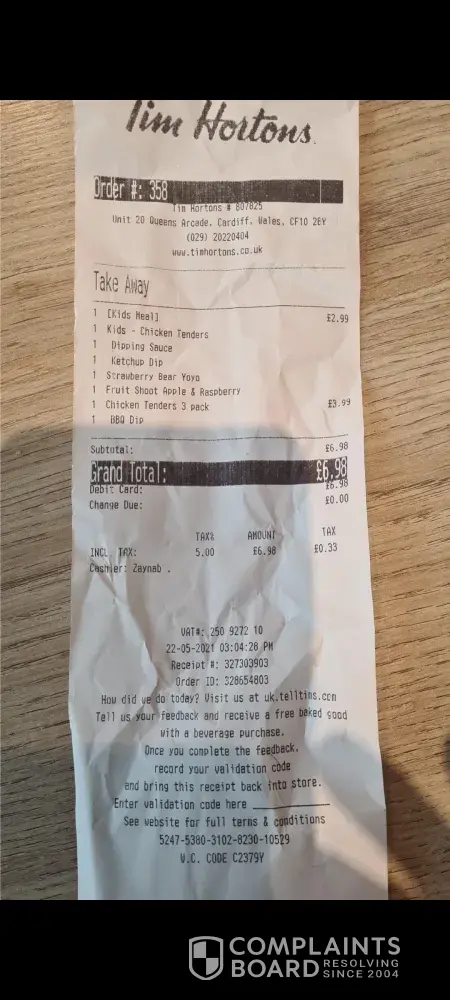 Tim Hortons
Order #: 358
Tim Hortons # 807025
Unit 20 Queens Arcade, Cardiff, Wales, CF10 2BY
(029) 20220404
www.timhortons.co.uk
Take Away
1 [Kids Meal] £2.99
1 Kids - Chicken Tenders
1 Dipping Sauce
1 Ketchup Dip
1 Strawberry Bear Yoyo
1 Fruit Shoot Apple & Raspberry
1 Chicken Tenders 3 pack £3.99
1 BBQ Dip
Subtotal: £6.98
Grand Total: £6.98
Debit Card: £6.98
Change Due: £0.00
TAX% AMOUNT TAX
INCL. TAX: 5.00 £6.98 £0.33
Cashier: Zaynab .
VAT#: 250 9272 10
22-05-2021 03:04:28 PM
Receipt #: 327303903
Order ID: 328654803
How did we do today? Visit us at uk.telltims.com
Tell us your feedback and receive a free baked good
with a beverage purchase.
Once you complete the feedback,
record your validation code
and bring this receipt back into store.
Enter validation code here
See website for full terms & conditions
5247-5380-3102-8230-10529
W.C. CODE C2379Y
COMPLAINTS
BOARD RESOLVING
SINCE 2004